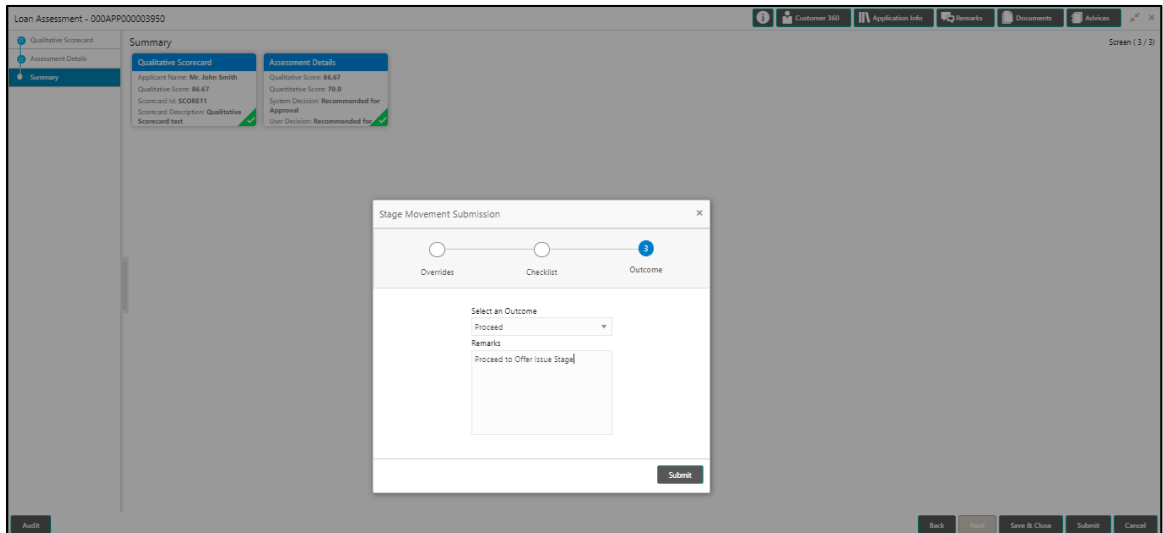 Loan Assessment - 000APP000003950
Customer 360
Application Info
Remarks
Documents
Advices
Qualitative Scorecard
Assessment Details
Summary
Summary
Screen ( 3 / 3)
Qualitative Scorecard
Applicant Name: Mr. John Smith
Qualitative Score: 86.67
Scorecard Id: SCORE11
Scorecard Description: Qualitative
Scorecard test
Assessment Details
Qualitative Score: 86.67
Quantitative Score: 70.0
System Decision: Recommended for
Approval
User Decision: Recommended for
Stage Movement Submission
3
Overrides
Checklist
Outcome
Select an Outcome
Proceed
Remarks
Proceed to Offer Issue Stage
Submit
Audit
Back
Next
Save & Close
Submit
Cancel